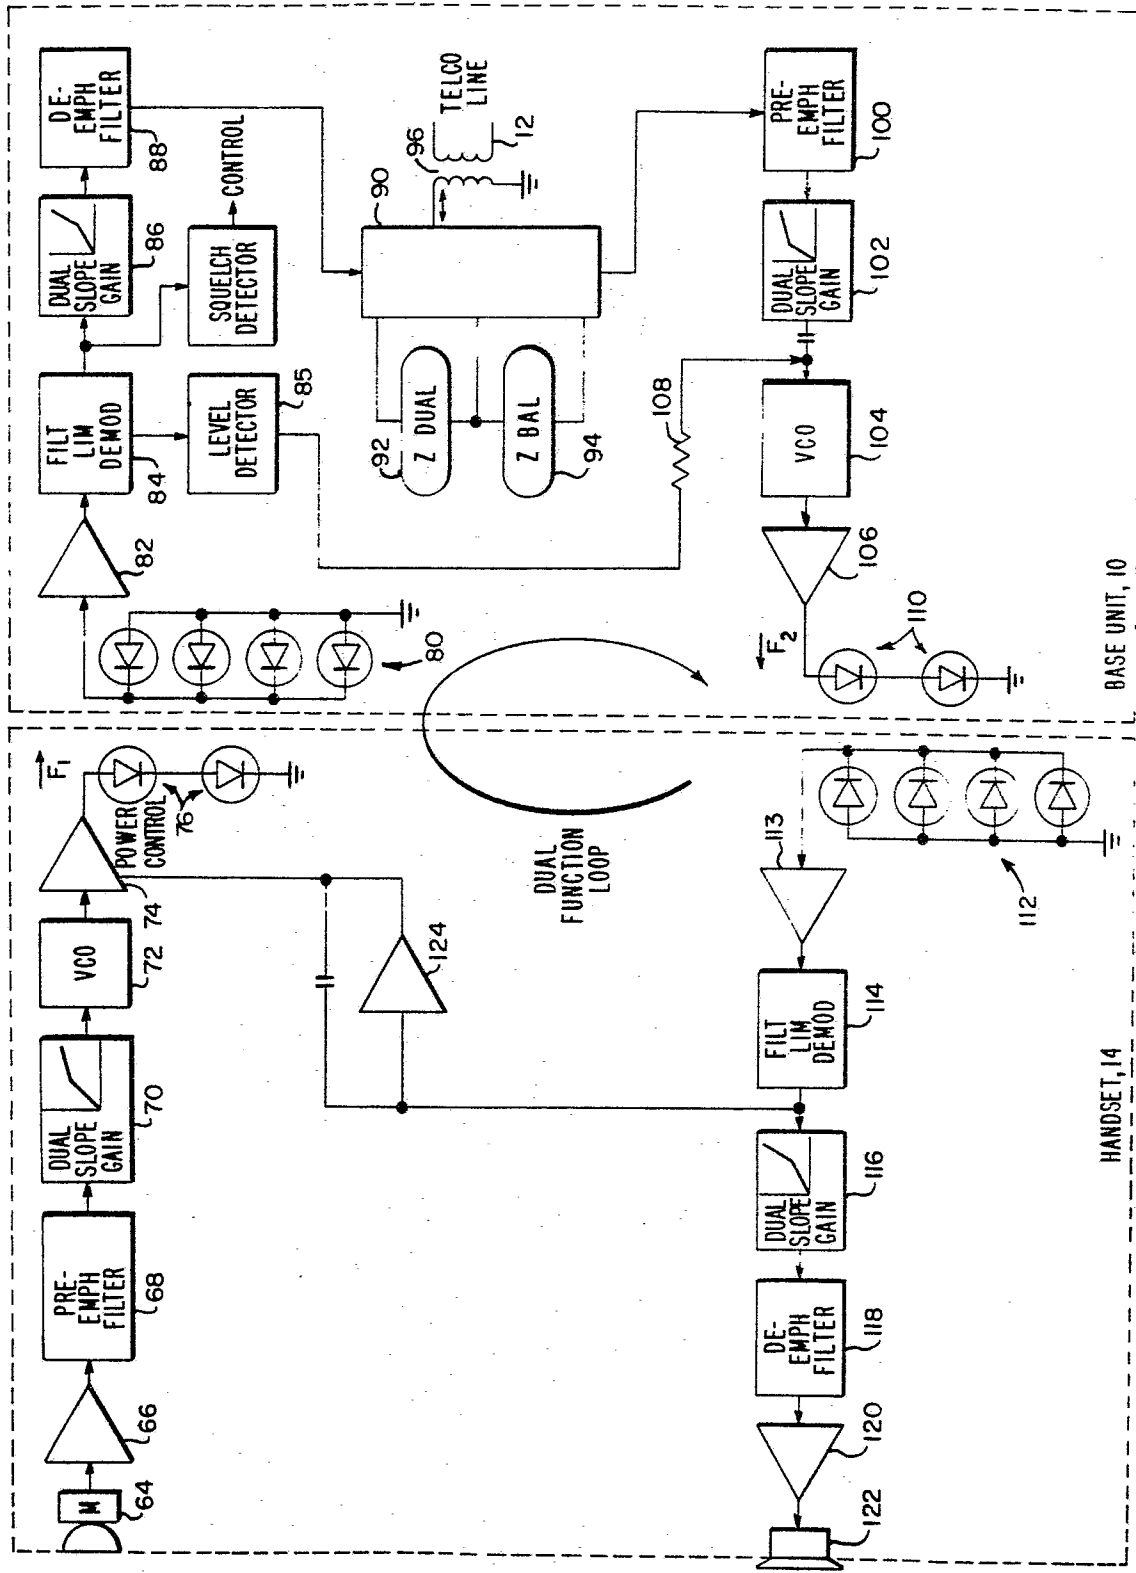 M
64
66
PRE-
EMPH
FILTER
68
DUAL
SLOPE
GAIN
70
VCO
72
74
POWER
CONTROL
76
F1
80
82
FILT
LIM
DEMOD
84
LEVEL
DETECTOR
85
DUAL
SLOPE
GAIN
86
SQUELCH
DETECTOR
CONTROL
DE-
EMPH
FILTER
88
90
Z DUAL
92
Z BAL
94
96
TELCO
LINE
12
DUAL
FUNCTION
LOOP
124
122
120
DE-
EMPH
FILTER
118
DUAL
SLOPE
GAIN
116
FILT
LIM
DEMOD
114
113
112
F2
110
106
VCO
104
108
DUAL
SLOPE
GAIN
102
PRE-
EMPH
FILTER
100
HANDSET, 14
BASE UNIT, 10